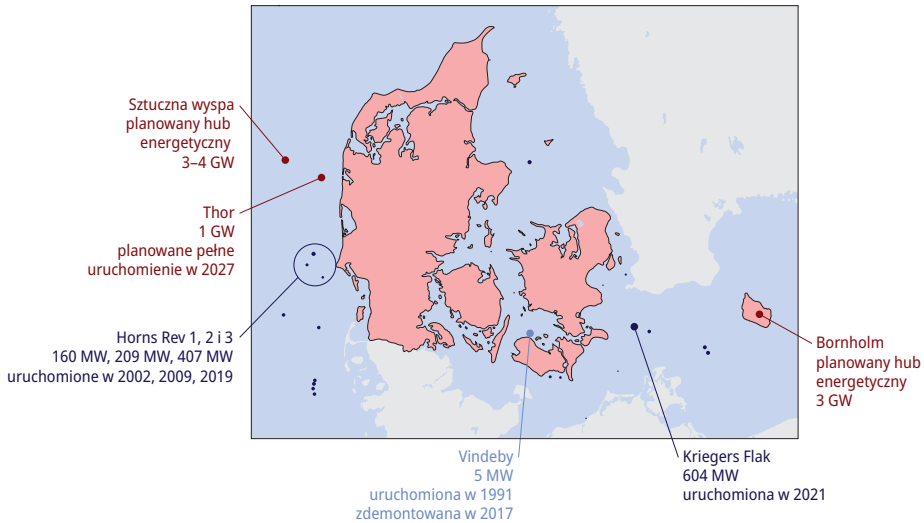 Sztuczna wyspa
planowany hub
energetyczny
3–4 GW
Thor
1 GW
planowane pełne
uruchomienie w 2027
Horns Rev 1, 2 i 3
160 MW, 209 MW, 407 MW
uruchomione w 2002, 2009, 2019
Vindeby
5 MW
uruchomiona w 1991
zdemontowana w 2017
Kriegers Flak
604 MW
uruchomiona w 2021
Bornholm
planowany hub
energetyczny
3 GW